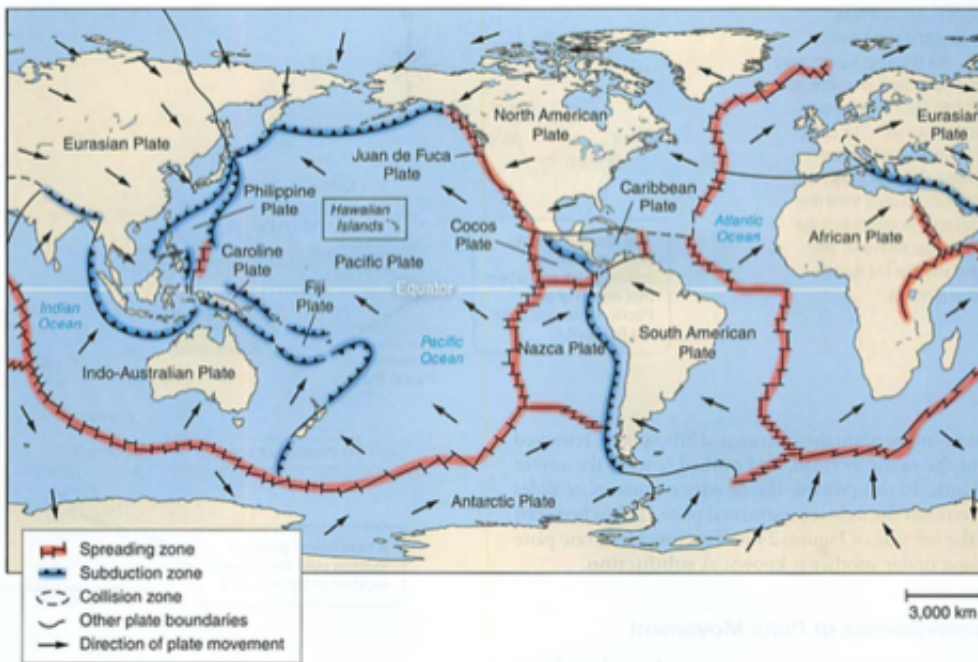 North American
Plate
Eurasian Plate
Eurasian
Plate
Juan de Fuca
Plate
Philippine
Plate
Hawaiian
Islands
Caribbean
Plate
Cocos
Plate
Atlantic
Ocean
African Plate
Caroline
Plate
Pacific Plate
Fiji
Plate
Equator
Indian
Ocean
Pacific
Ocean
Nazca Plate
South American
Plate
Indo-Australian Plate
Antarctic Plate
Spreading zone
Subduction zone
Collision zone
Other plate boundaries
Direction of plate movement
3,000 km